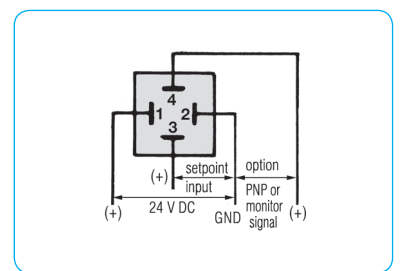 4
1 2
3
setpoint option
(+)
input PNP or
24 V DC monitor
(+) GND signal (+)